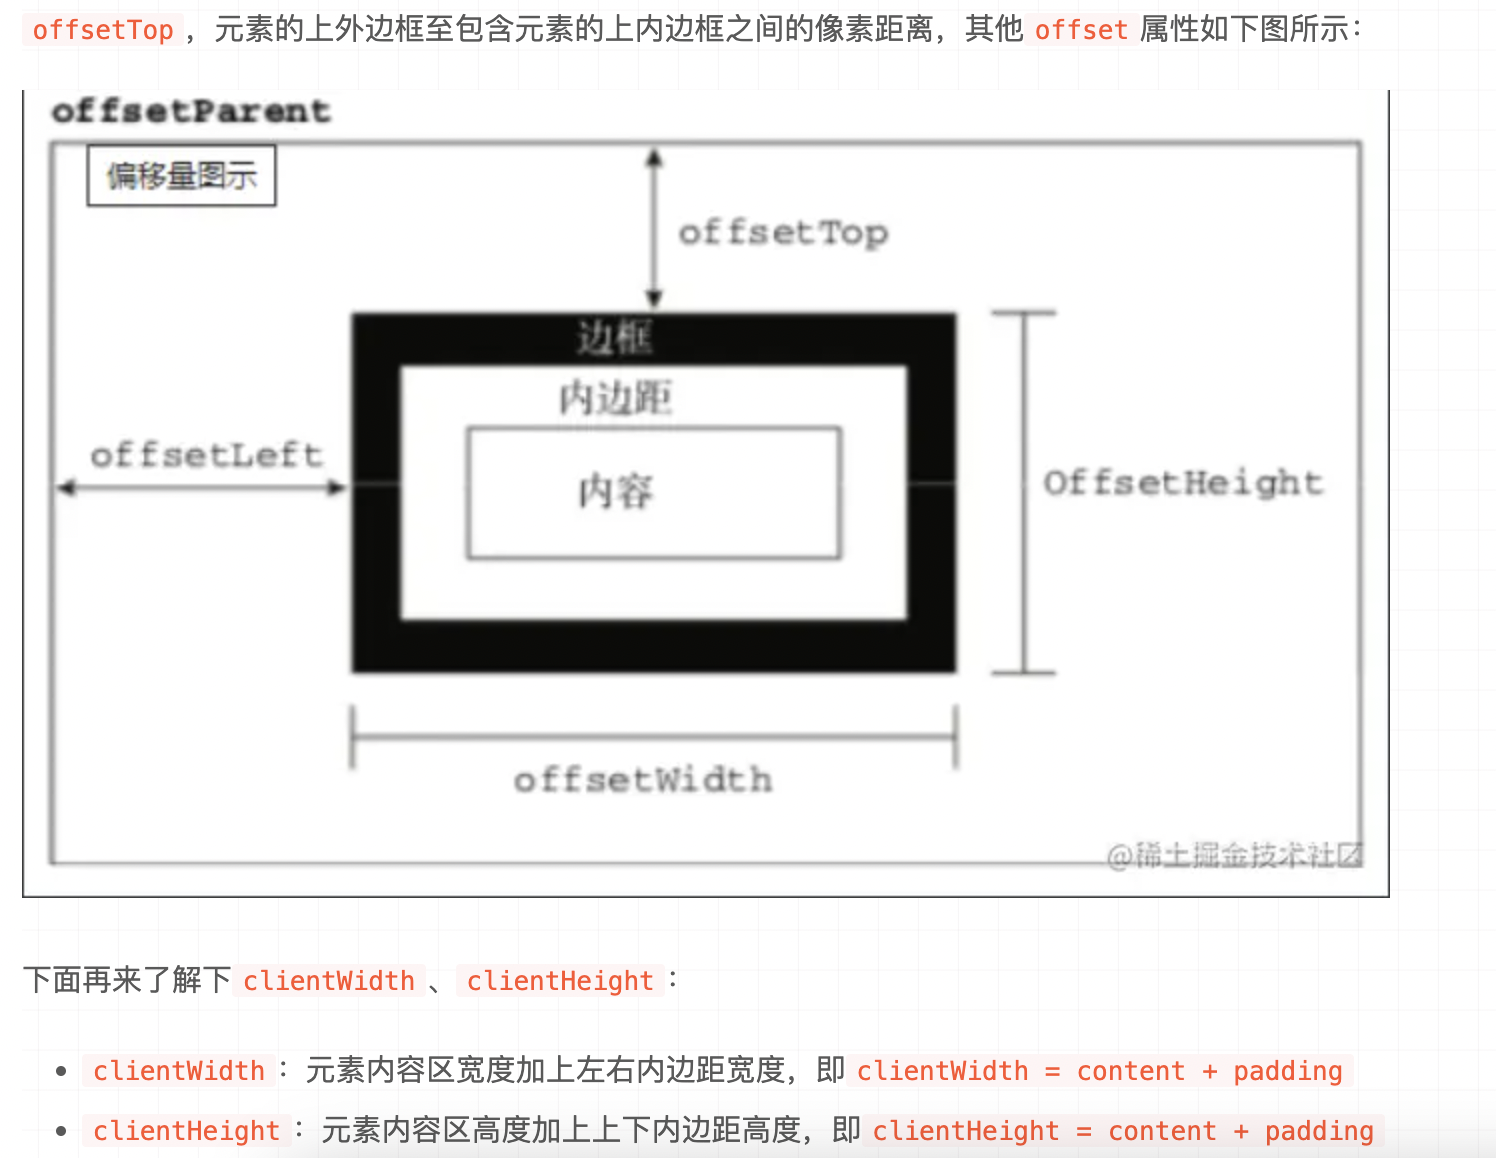 offsetTop，元素的上外边框至包含元素的上内边框之间的像素距离，其他 offset 属性如下图所示：
offsetParent
偏移量图示
offsetTop
边框
内边距
offsetLeft
内容
OffsetHeight
offsetWidth
@稀土掘金技术社区
下面再来了解下 clientWidth、clientHeight：
• clientWidth：元素内容区宽度加上左右内边距宽度，即 clientWidth = content + padding
• clientHeight：元素内容区高度加上上下内边距高度，即 clientHeight = content + padding